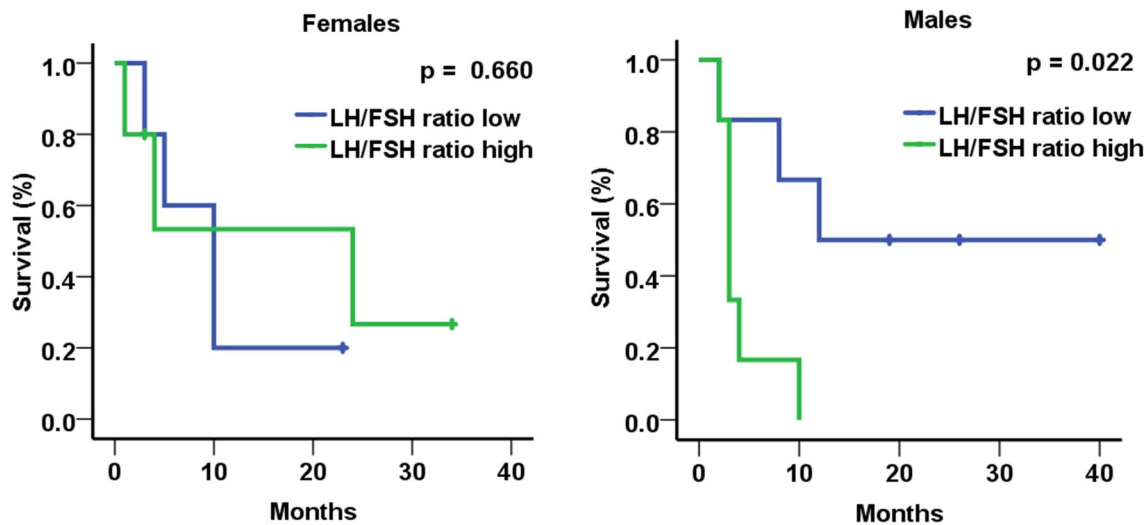 Females
p = 0.660
LH/FSH ratio low
LH/FSH ratio high
Survival (%)
1.0
0.8
0.6
0.4
0.2
0.0
0 10 20 30 40
Months
Males
p = 0.022
LH/FSH ratio low
LH/FSH ratio high
Survival (%)
1.0
0.8
0.6
0.4
0.2
0.0
0 10 20 30 40
Months